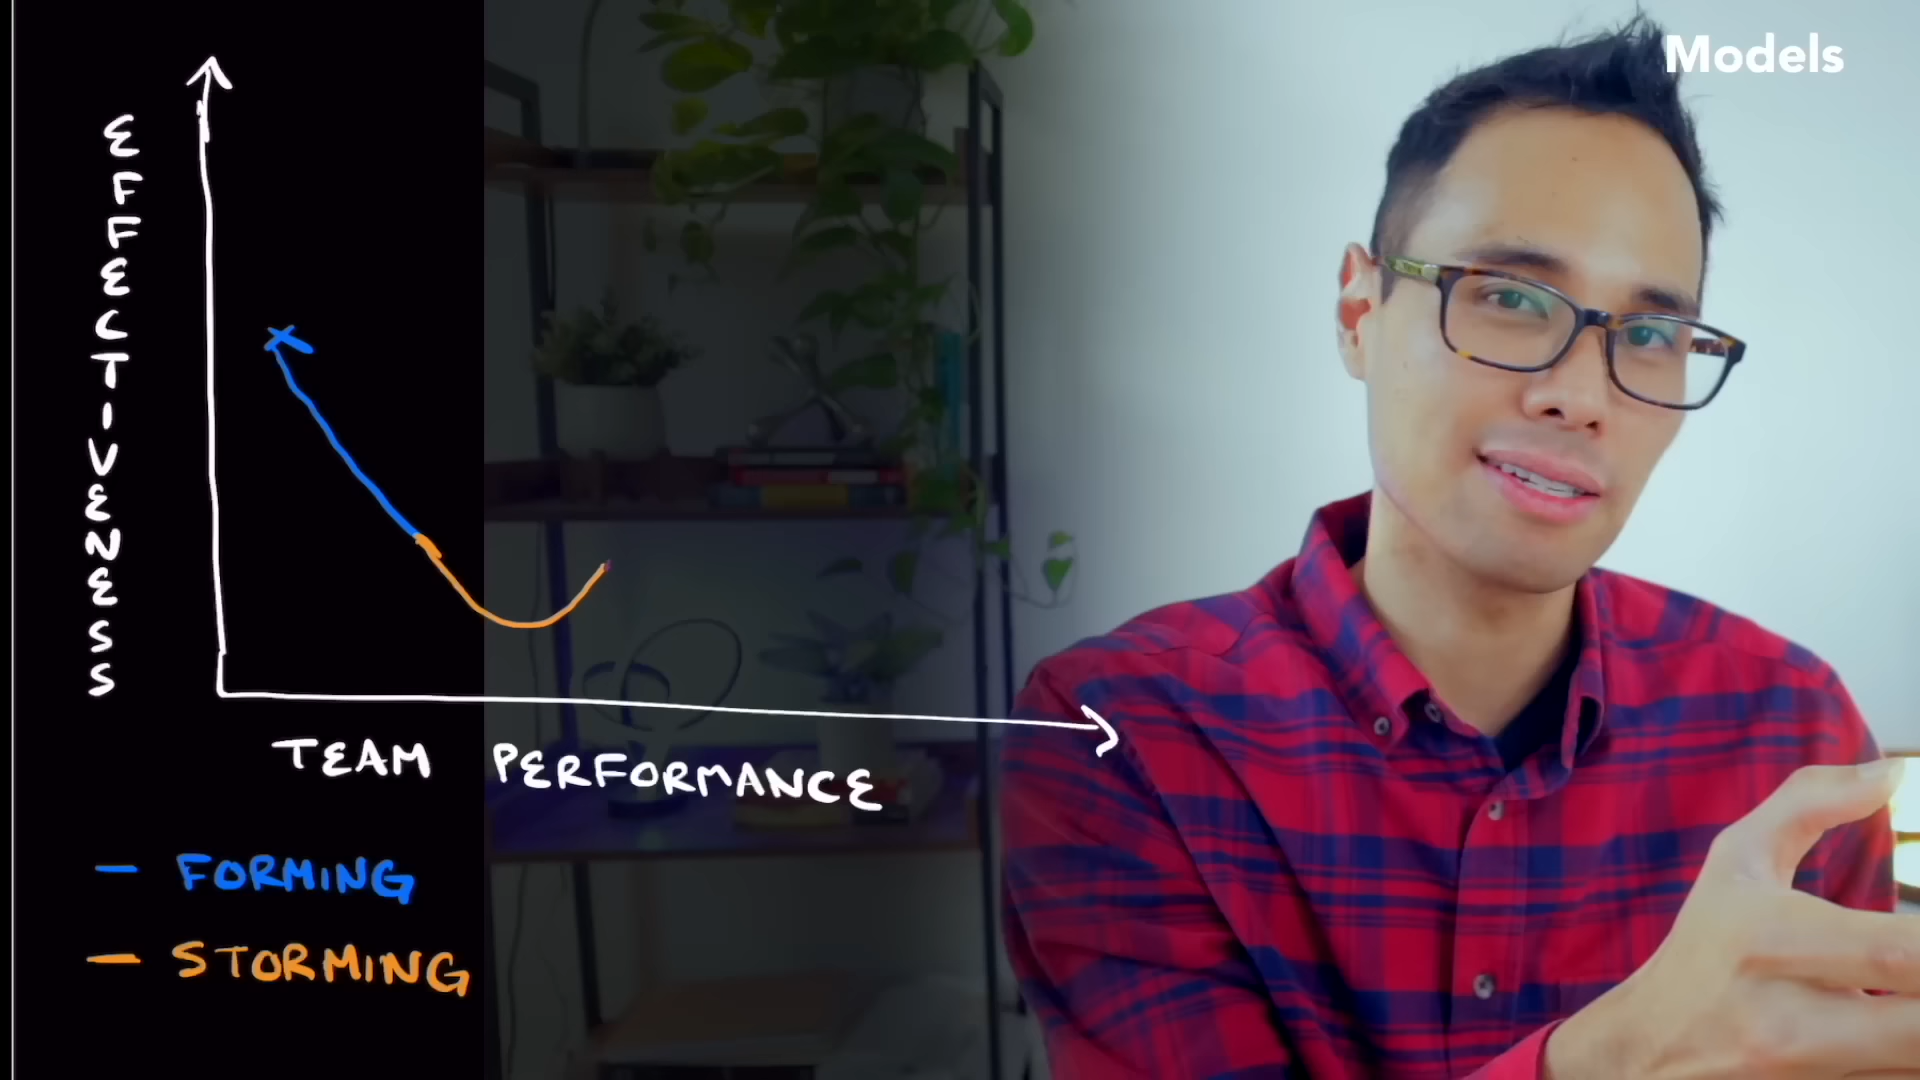 Models
EFFECTIVENESS
TEAM PERFORMANCE
- FORMING
- STORMING